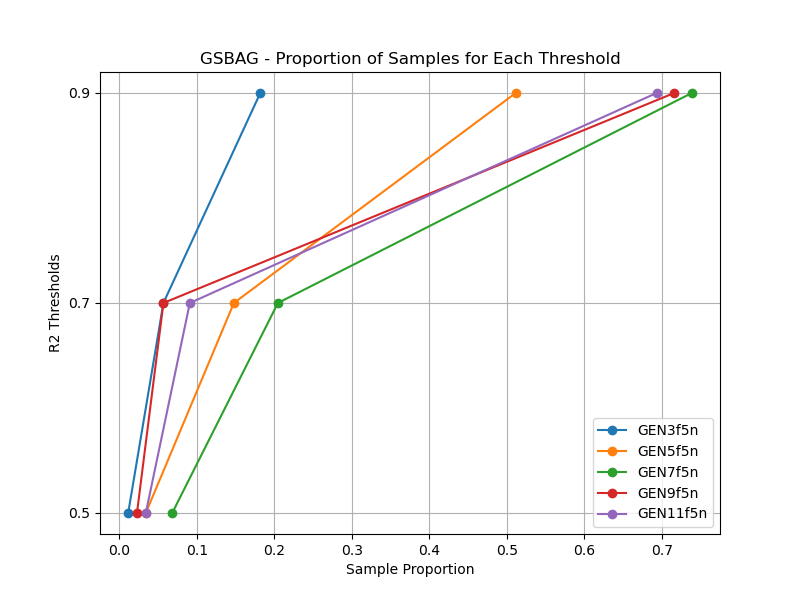 GSBAG - Proportion of Samples for Each Threshold
R2 Thresholds
0.9
0.7
0.5
0.0 0.1 0.2 0.3 0.4 0.5 0.6 0.7
Sample Proportion
GEN3f5n
GEN5f5n
GEN7f5n
GEN9f5n
GEN11f5n